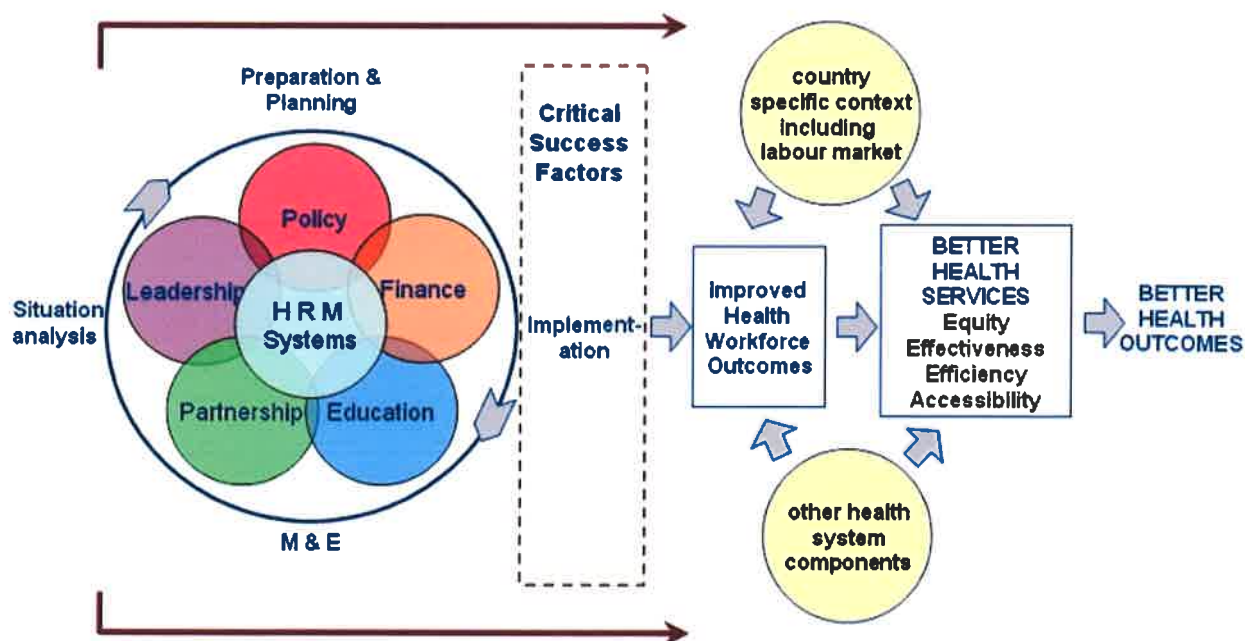 Preparation &
Planning
Policy
Leadership
Finance
H R M
Systems
Partnership
Education
Situation
analysis
M & E
Critical
Success
Factors
Implement-
ation
country
specific context
including
labour market
Improved
Health
Workforce
Outcomes
BETTER
HEALTH
SERVICES
Equity
Effectiveness
Efficiency
Accessibility
BETTER
HEALTH
OUTCOMES
other health
system
components